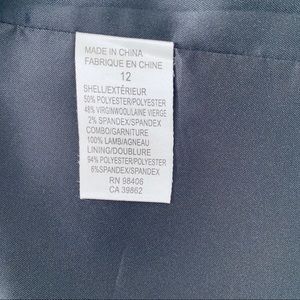 MADE IN CHINA
FABRIQUE EN CHINE
12
SHELL/EXTÉRIEUR
50% POLYESTER/POLYESTER
48% VIRGINWOOL/LAINE VIERGE
2% SPANDEX/SPANDEX
COMBO/GARNITURE
100% LAMB/AGNEAU
LINING/DOUBLURE
94% POLYESTER/POLYESTER
6%SPANDEX/SPANDEX
RN 98406
CA 39862